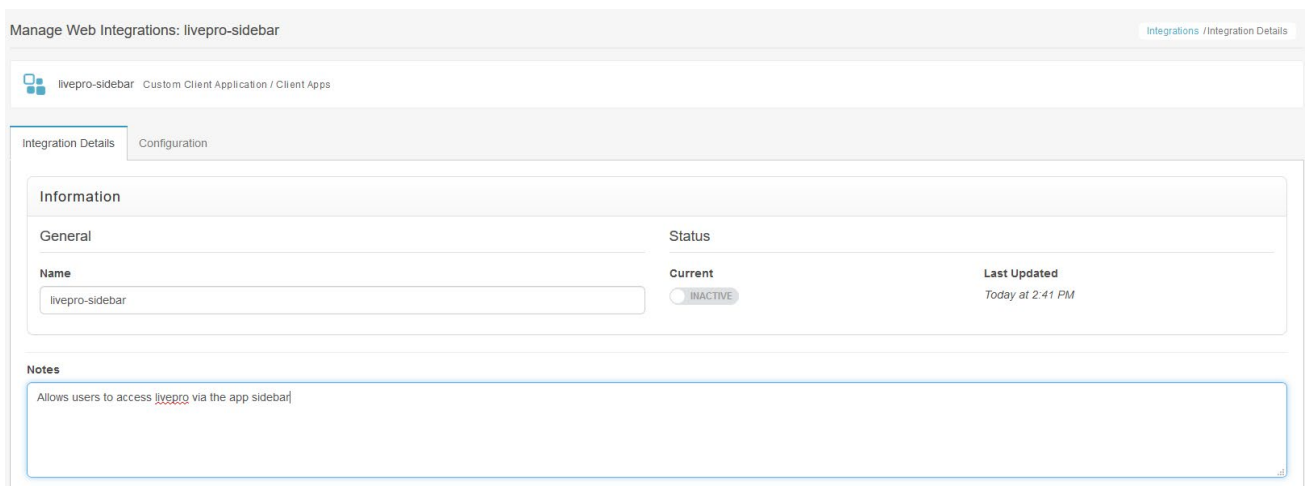 Manage Web Integrations: livepro-sidebar
Integrations /Integration Details
livepro-sidebar Custom Client Application / Client Apps
Integration Details Configuration
Information
General Status
Name Current Last Updated
livepro-sidebar INACTIVE Today at 2:41 PM
Notes
Allows users to access livepro via the app sidebar